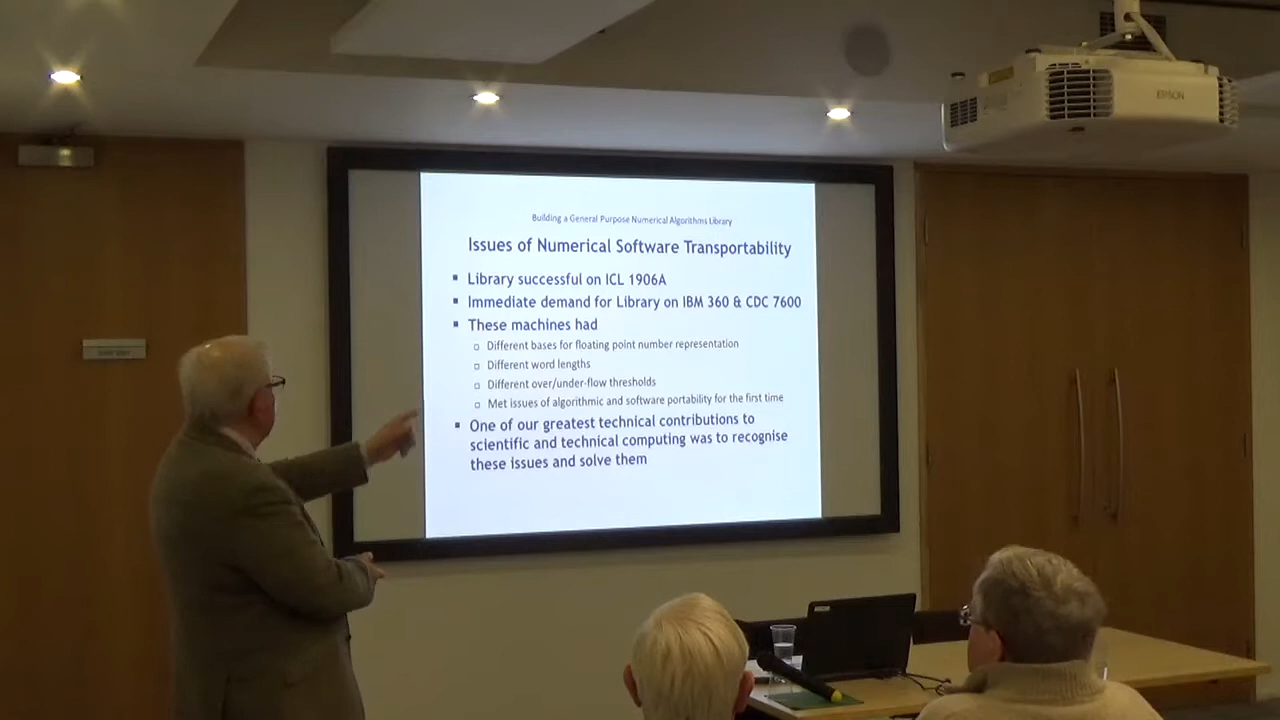 EPSON
Building a General Purpose Numerical Algorithms Library
Issues of Numerical Software Transportability
▪ Library successful on ICL 1906A
▪ Immediate demand for Library on IBM 360 & CDC 7600
▪ These machines had
▫ Different bases for floating point number representation
▫ Different word lengths
▫ Different over/under-flow thresholds
▫ Met issues of algorithmic and software portability for the first time
▪ One of our greatest technical contributions to
scientific and technical computing was to recognise
these issues and solve them